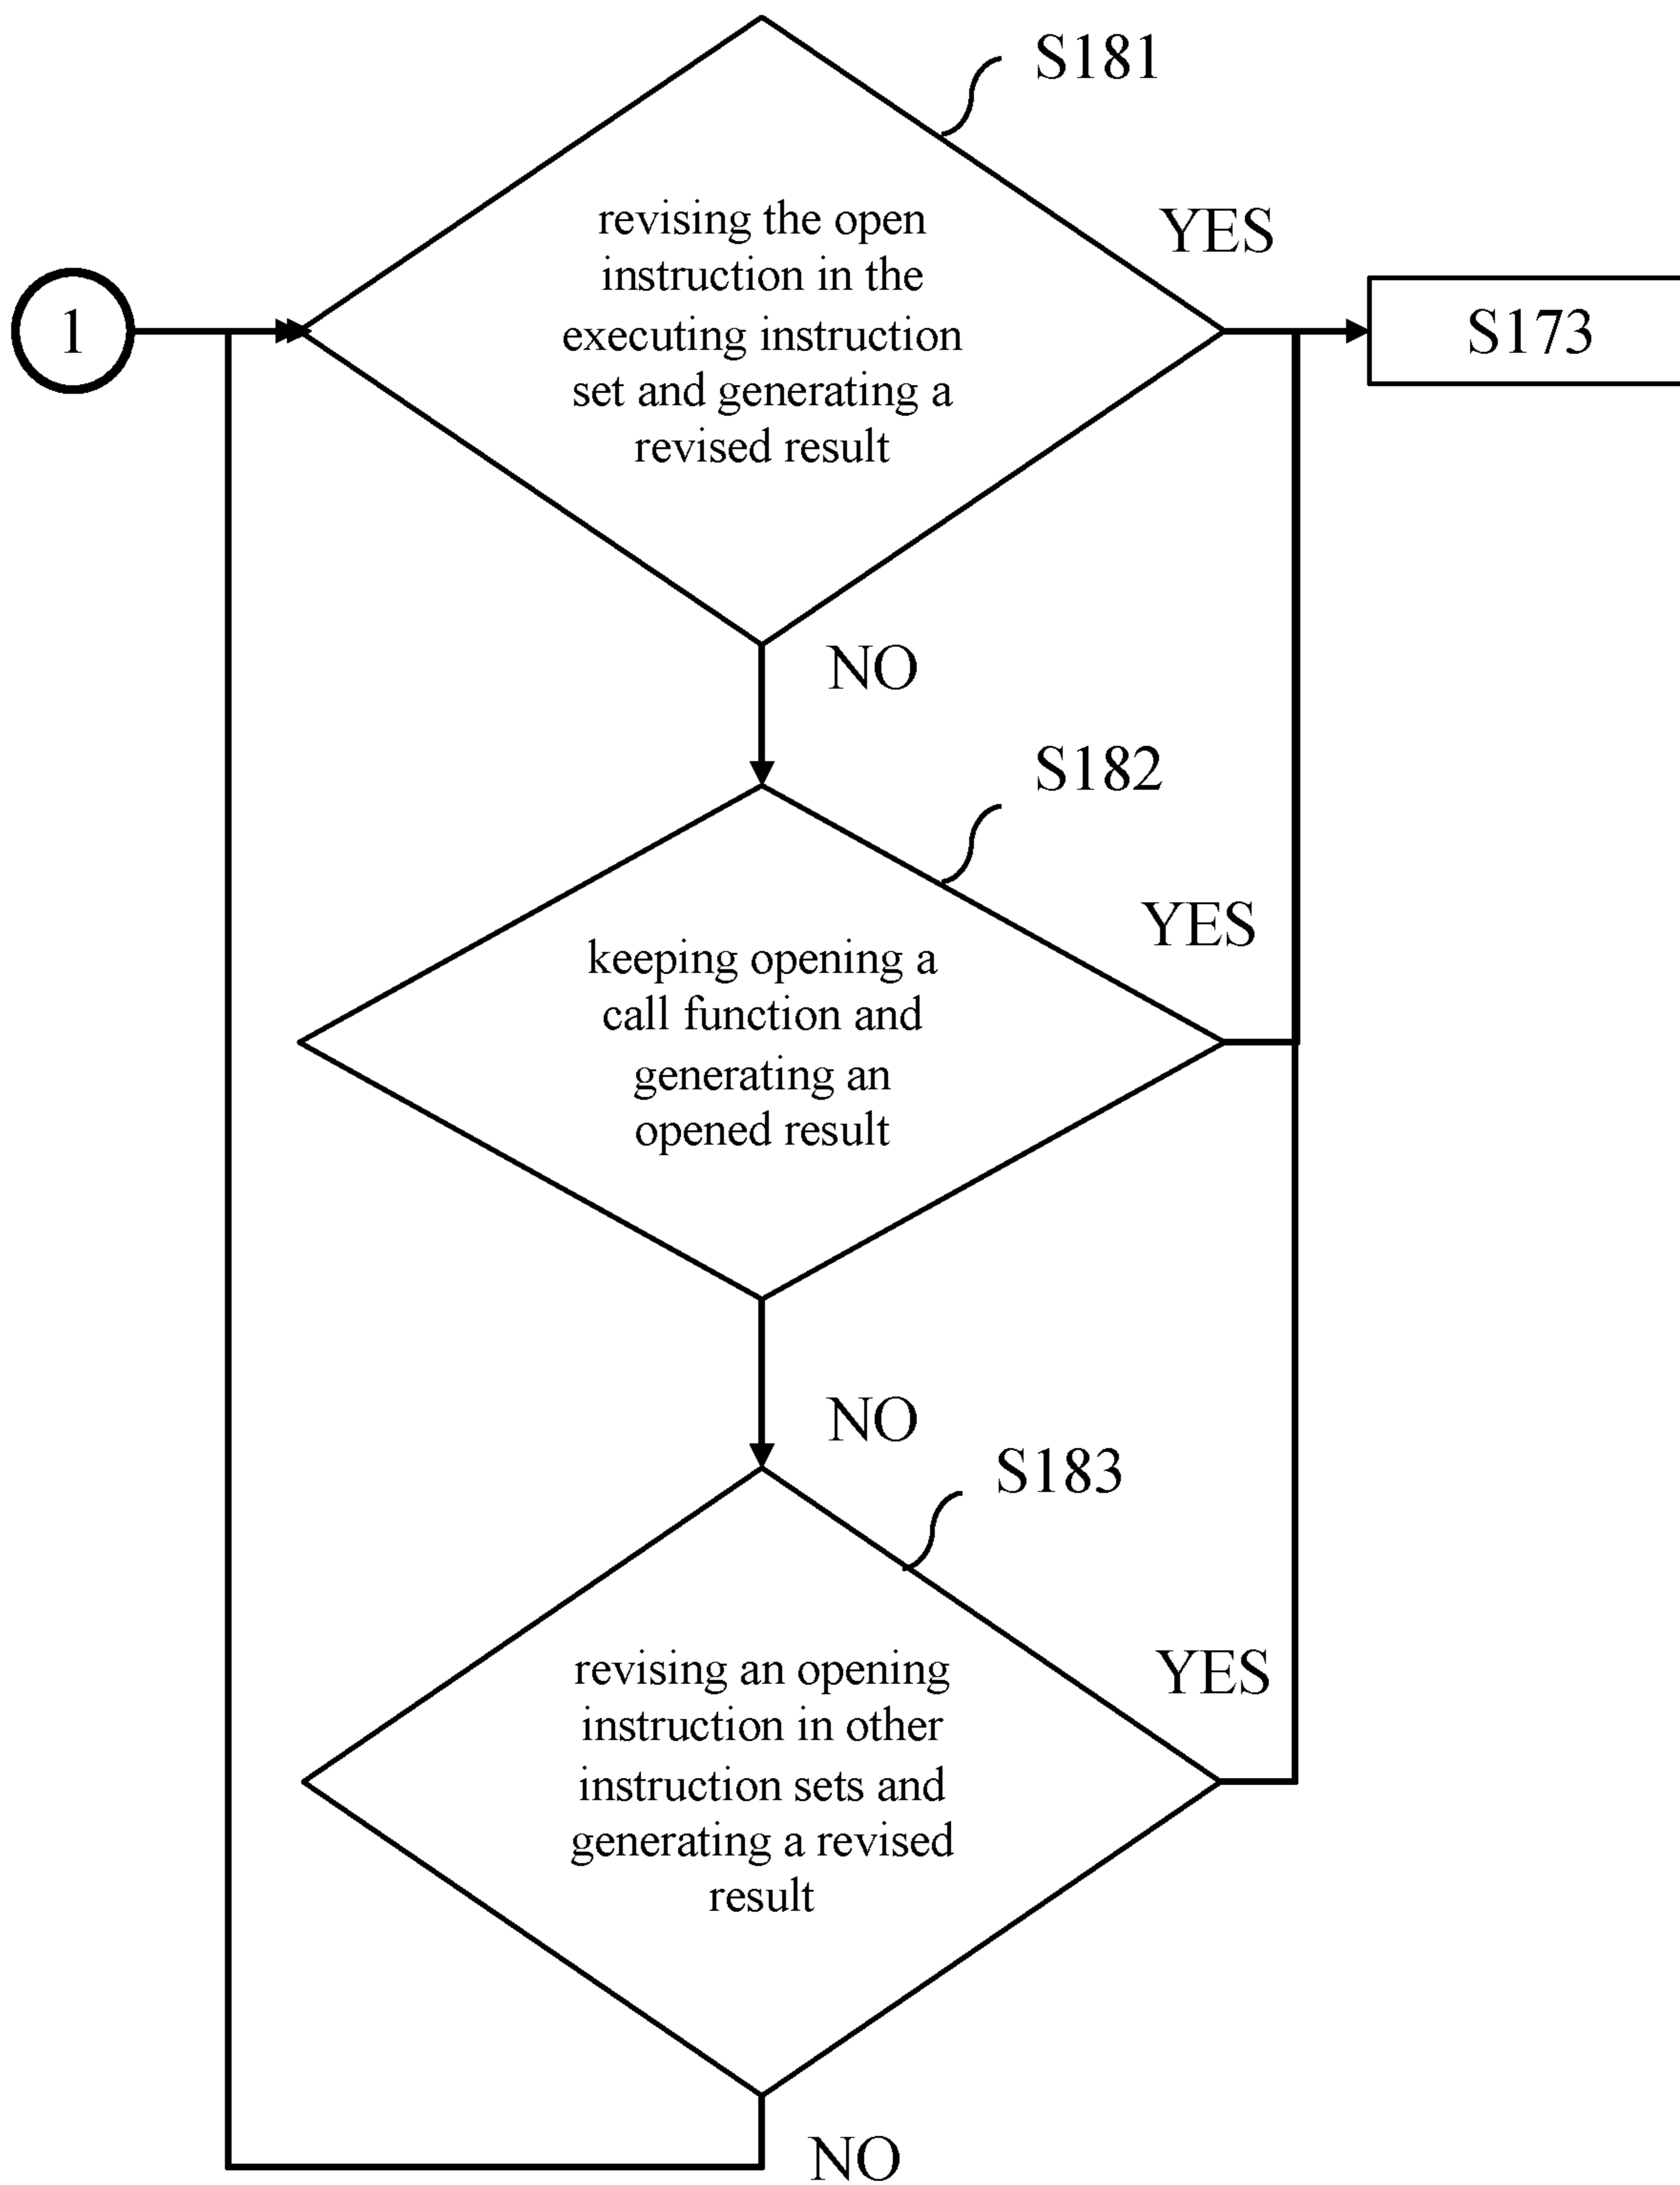 S181
revising the open
instruction in the
executing instruction
set and generating a
revised result
YES
1
S173
NO
S182
YES
keeping opening a
call function and
generating an
opened result
NO
S183
revising an opening
instruction in other
instruction sets and
generating a revised
result
YES
NO